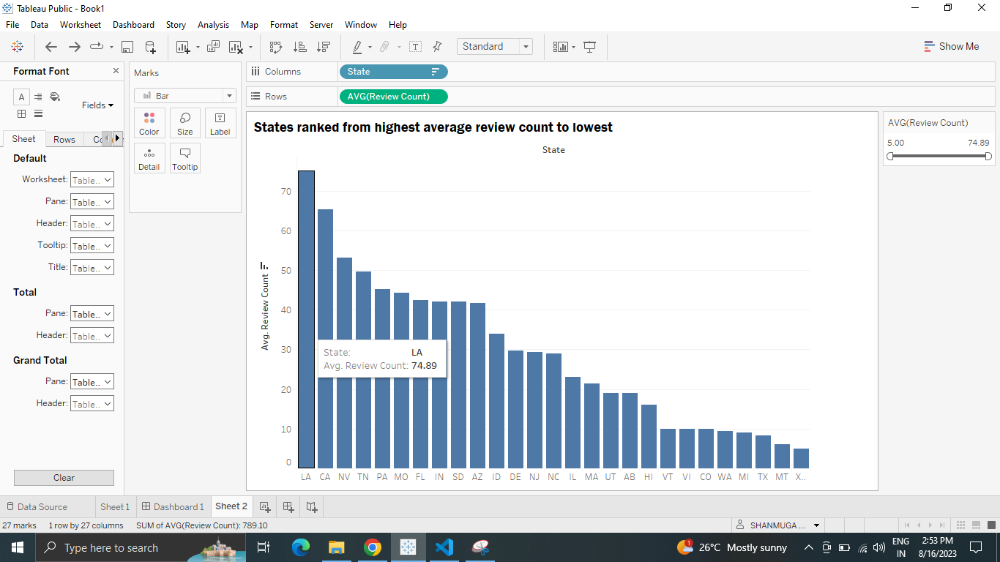 Tableau Public - Book1
File Data Worksheet Dashboard Story Analysis Map Format Server Window Help
Standard
Show Me
Format Font
Fields
Sheet Rows
Default
Worksheet: Table..
Pane: Table..
Header: Table..
Tooltip: Table..
Title: Table..
Total
Pane: Table..
Header: Table..
Grand Total
Pane: Table..
Header: Table..
Clear
Marks
Bar
Color Size Label
Detail Tooltip
Columns State
Rows AVG(Review Count)
States ranked from highest average review count to lowest
State
Avg. Review Count
70
60
50
40
30
20
10
0
State: LA
Avg. Review Count: 74.89
LA CA NV TN PA MO FL IN SD AZ ID DE NJ NC IL MA UT AB HI VT VI CO WA MI TX MT X..
AVG(Review Count)
5.00 74.89
Data Source Sheet 1 Dashboard 1 Sheet 2
27 marks 1 row by 27 columns SUM of AVG(Review Count): 789.10
SHANMUGA ...
Type here to search
1
26°C Mostly sunny
ENG
IN
2:53 PM
8/16/2023